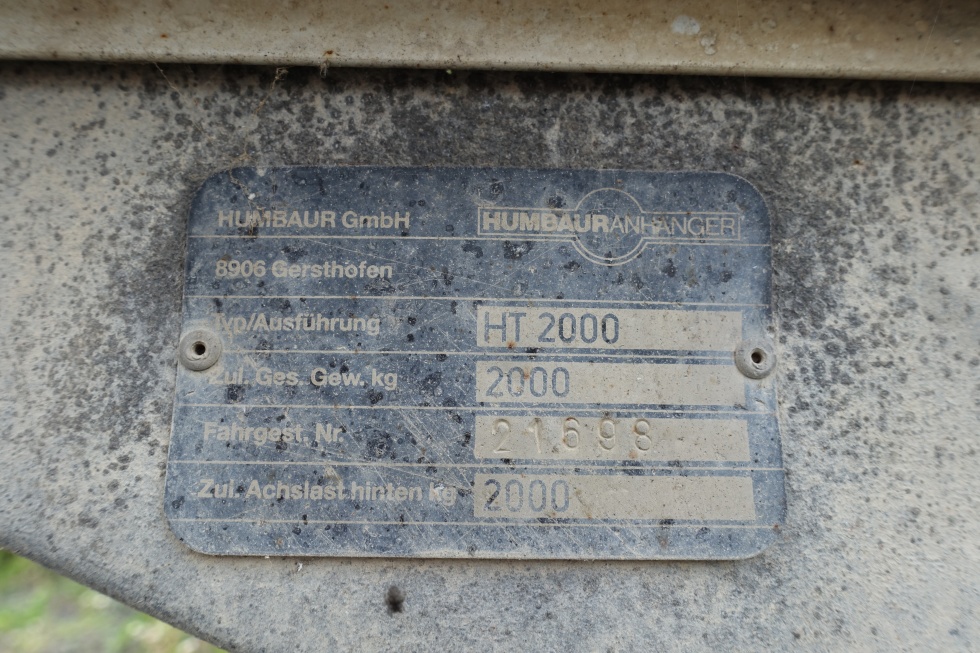 HUMBAUR GmbH HUMBAURANHÄNGER
8906 Gersthofen
Typ/Ausführung HT 2000
Zul. Ges. Gew. kg 2000
Fahrgest. Nr. 21698
Zul. Achslast hinten kg 2000